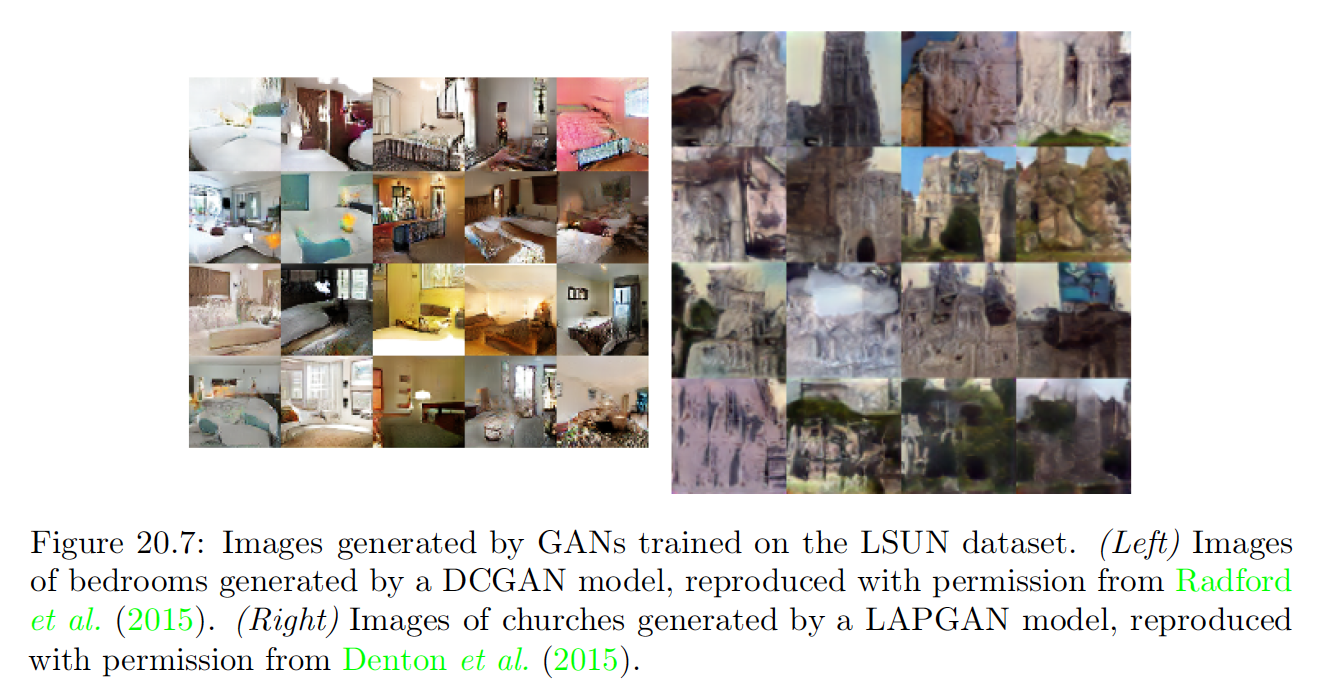 Figure 20.7: Images generated by GANs trained on the LSUN dataset. (Left) Images
of bedrooms generated by a DCGAN model, reproduced with permission from Radford
et al. (2015). (Right) Images of churches generated by a LAPGAN model, reproduced
with permission from Denton et al. (2015).